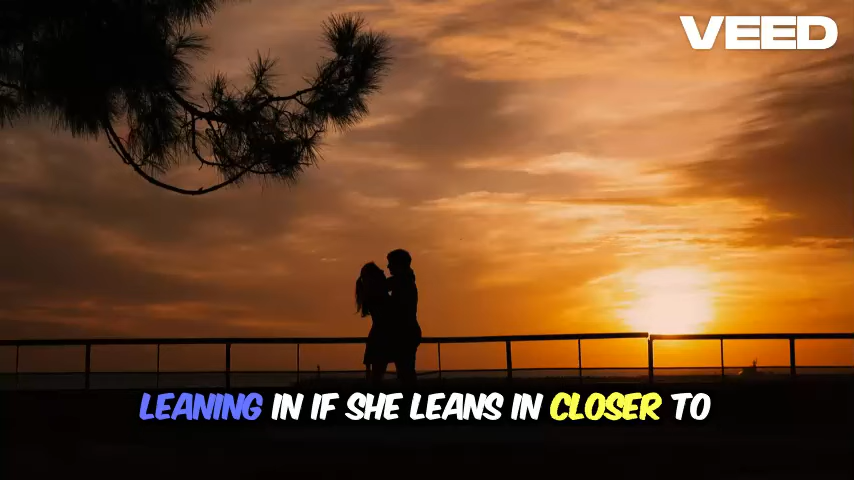 VEED
LEANING IN IF SHE LEANS IN CLOSER TO